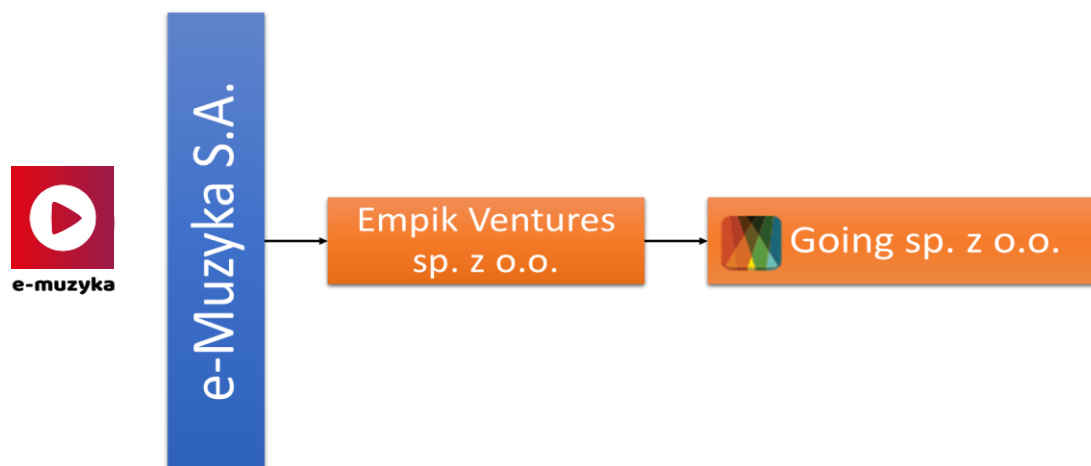 e-muzyka
e-Muzyka S.A.
Empik Ventures
sp. z o.o.
Going sp. z o.o.